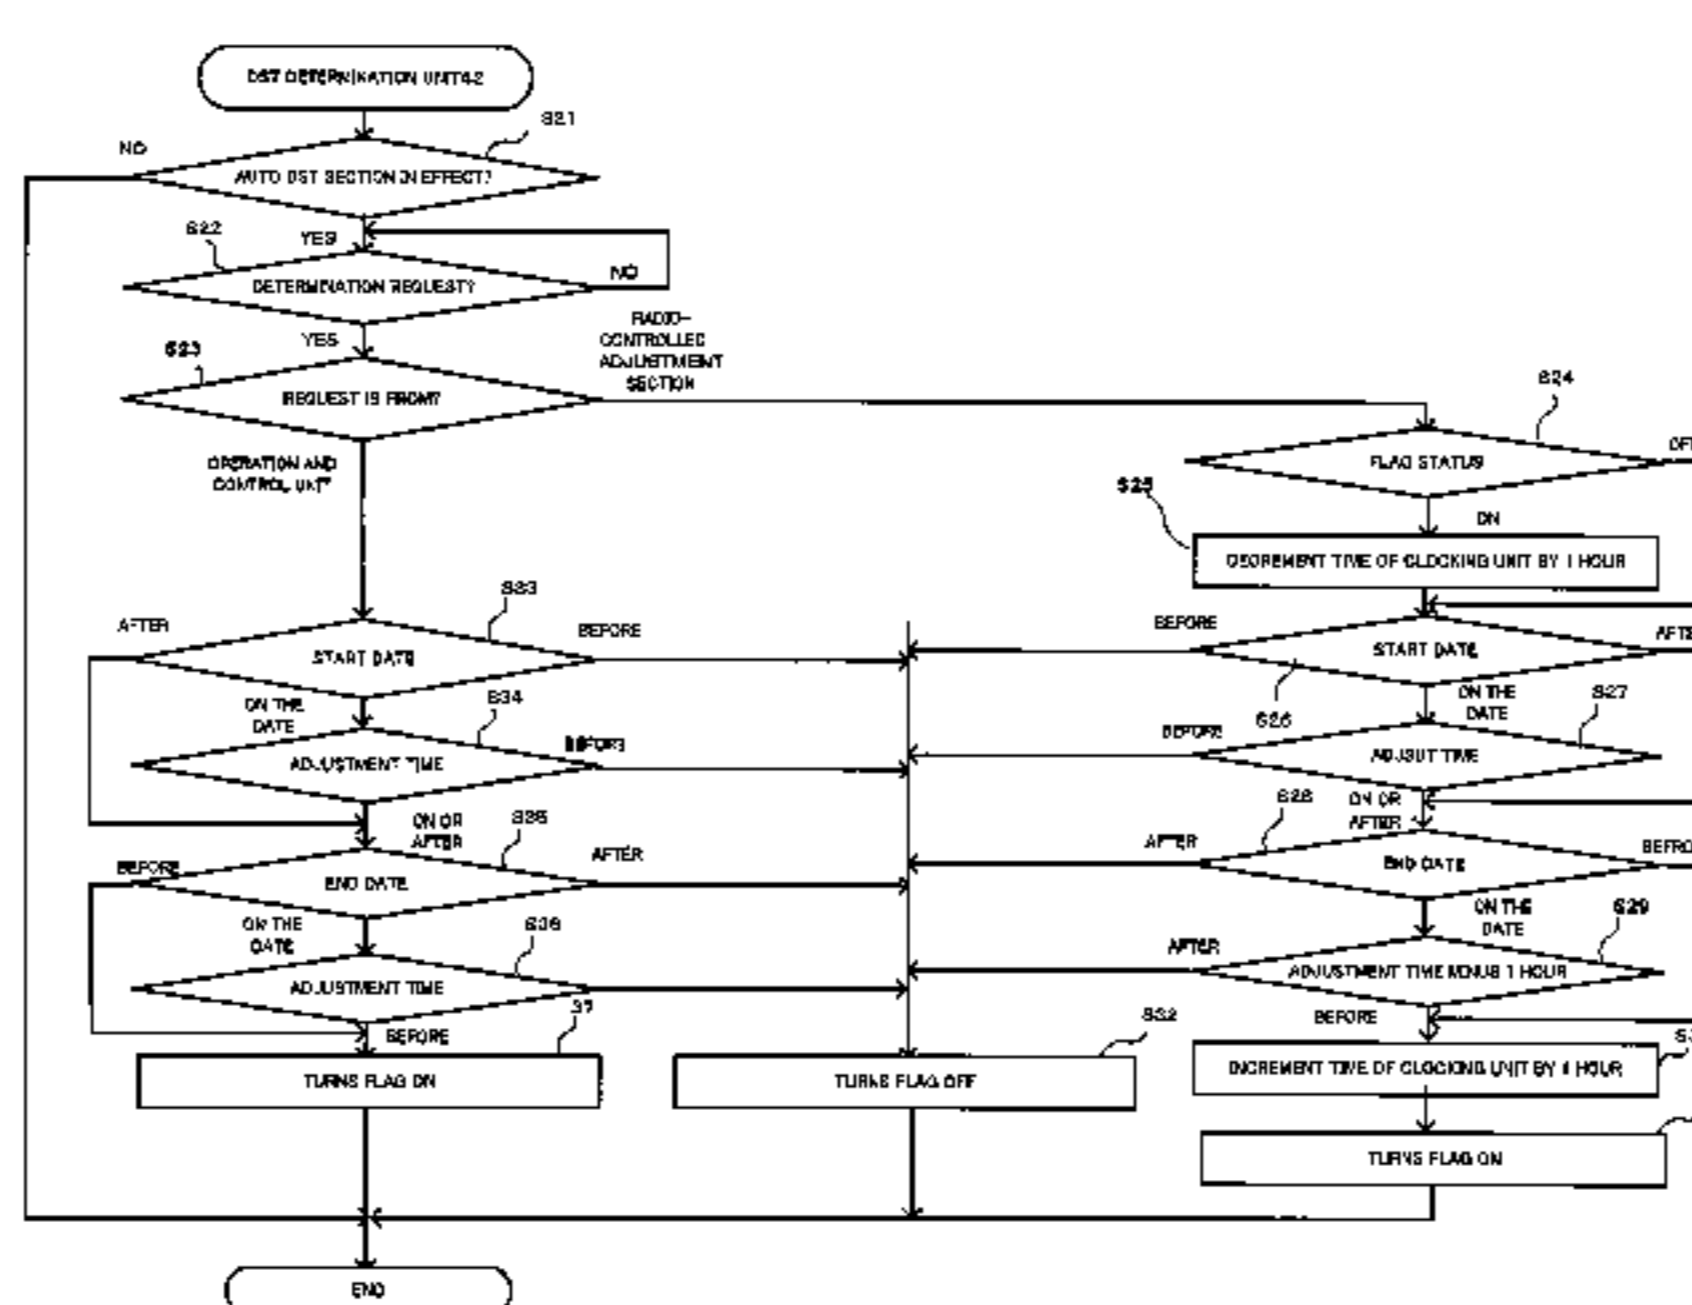 DST DETERMINATION UNIT42
S21
NO
AUTO DST SECTION IN EFFECT?
S22
YES
NO
DETERMINATION REQUEST?
YES
RADIO-
CONTROLLED
ADJUSTMENT
SECTION
S23
REQUEST IS FROM?
S24
FLAG STATUS
OPERATION AND
CONTROL UNIT
S25
ON
DECREMENT TIME OF CLOCKING UNIT BY 1 HOUR
S33
AFTER
BEFORE
BEFORE
START DATE
START DATE
ON THE
DATE
S34
S26
ON THE
DATE
S27
BEFORE
BEFORE
ADJUSTMENT TIME
ADJSUT TIME
ON OR
AFTER
S35
S28
ON OR
AFTER
BEFORE
AFTER
AFTER
END DATE
END DATE
ON THE
DATE
S36
ON THE
DATE
S29
AFTER
ADJUSTMENT TIME
ADJUSTMENT TIME MINUS 1 HOUR
BEFORE
37
S32
BEFORE
TURNS FLAG ON
TURNS FLAG OFF
INCREMENT TIME OF CLOCKING UNIT BY 1 HOUR
TURNS FLAG ON
END